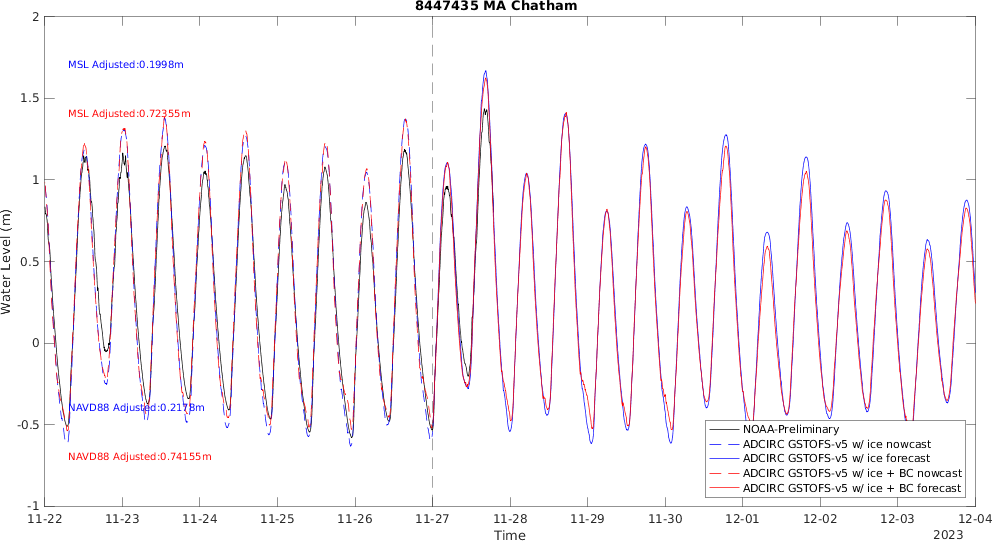 8447435 MA Chatham
2
1.5
1
0.5
0
-0.5
-1
Water Level (m)
MSL Adjusted:0.1998m
MSL Adjusted:0.72355m
NAVD88 Adjusted:0.2178m
NAVD88 Adjusted:0.74155m
NOAA-Preliminary
ADCIRC GSTOFS-v5 w/ ice nowcast
ADCIRC GSTOFS-v5 w/ ice forecast
ADCIRC GSTOFS-v5 w/ ice + BC nowcast
ADCIRC GSTOFS-v5 w/ ice + BC forecast
11-22 11-23 11-24 11-25 11-26 11-27 11-28 11-29 11-30 12-01 12-02 12-03 12-04
Time
2023